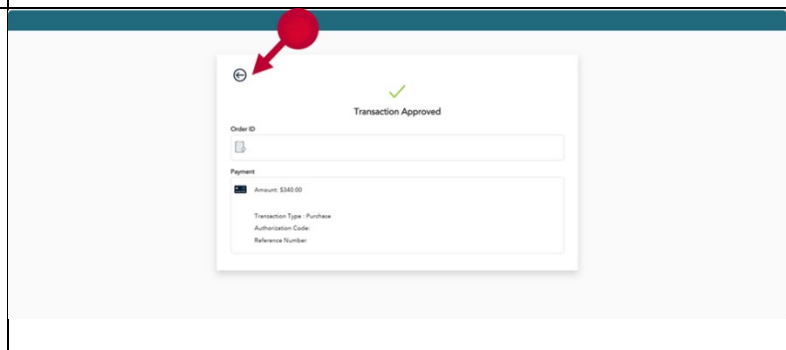 Transaction Approved
Order ID
Payment
Amount: $340.00
Transaction Type : Purchase
Authorization Code:
Reference Number